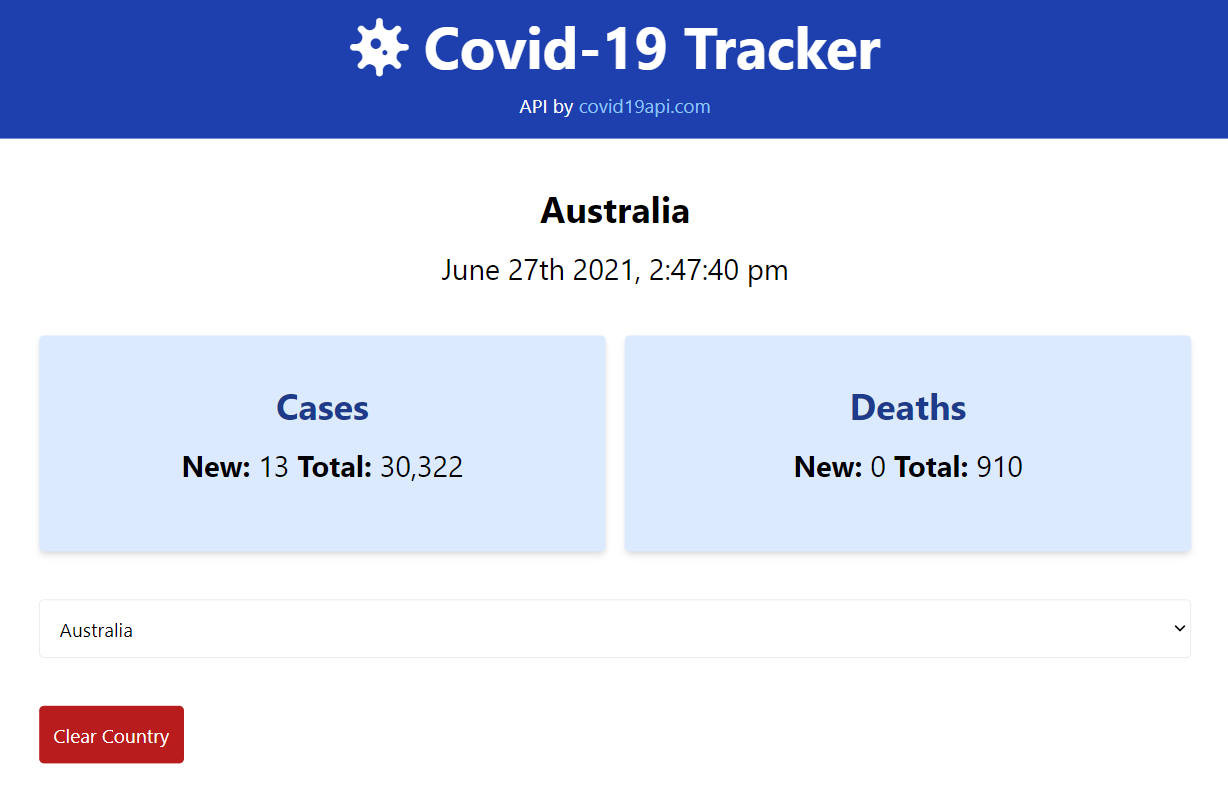 Covid-19 Tracker
API by covid19api.com
Australia
June 27th 2021, 2:47:40 pm
Cases
New: 13 Total: 30,322
Deaths
New: 0 Total: 910
Australia
Clear Country